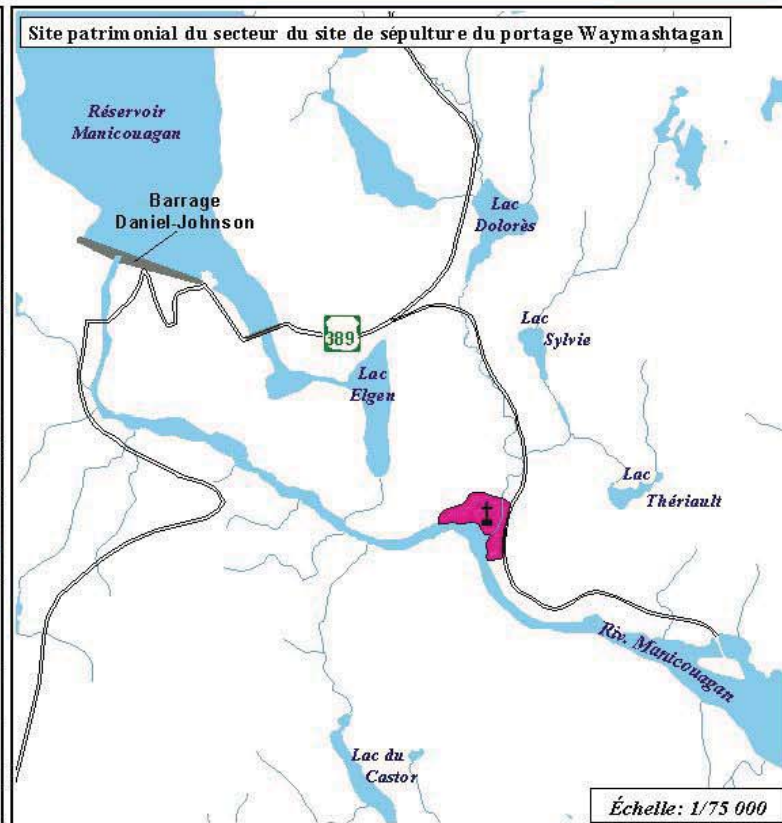 Site patrimonial du secteur du site de sépulture du portage Waymashtagan
Réservoir
Manicouagan
Barrage
Daniel-Johnson
Lac
Dolorès
389
Lac
Sylvie
Lac
Elgen
Lac
Thériault
Riv. Manicouagan
Lac du
Castor
Échelle: 1/75 000